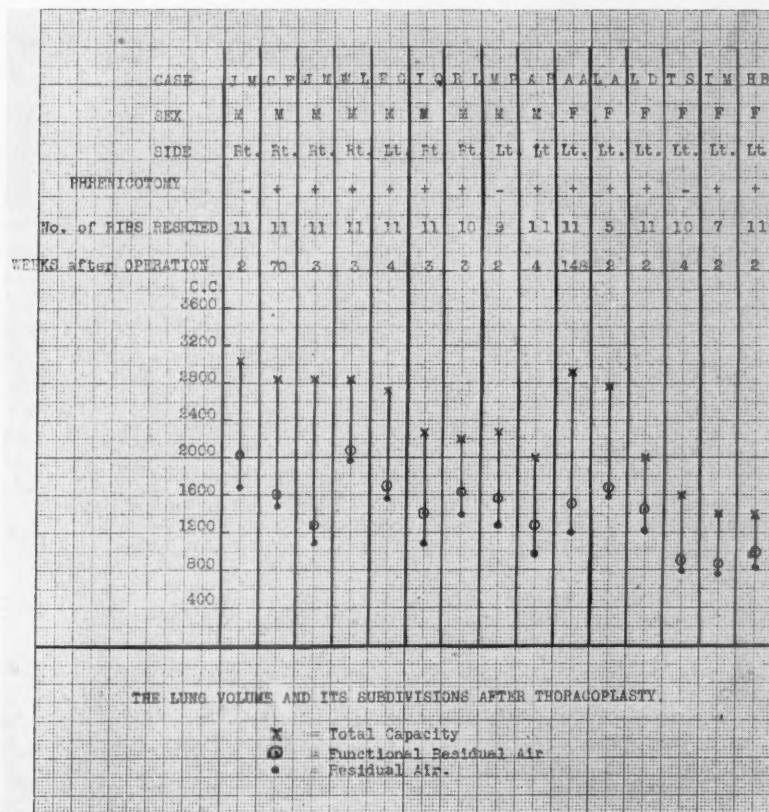 CASE J M C F J M W L E G I Q R L M P A P A A L A L D T S I M H B
SEX M M M M M M M M M F F F F F F
SIDE Rt. Rt. Rt. Rt. Lt. Rt Rt. Lt. Lt Lt. Lt. Lt. Lt. Lt. Lt.
PHRENICOTOMY - + + + + + + - + + + + - + +
No. of RIBS RESECTED 11 11 11 11 11 11 10 9 11 11 5 11 10 7 11
WEEKS after OPERATION 2 70 3 3 4 3 3 2 4 148 2 2 4 2 2
C.C.
3600
3200
2800
2400
2000
1600
1200
800
400
THE LUNG VOLUME AND ITS SUBDIVISIONS AFTER THORACOPLASTY.
X = Total Capacity
⊙ = Functional Residual Air
• = Residual Air.